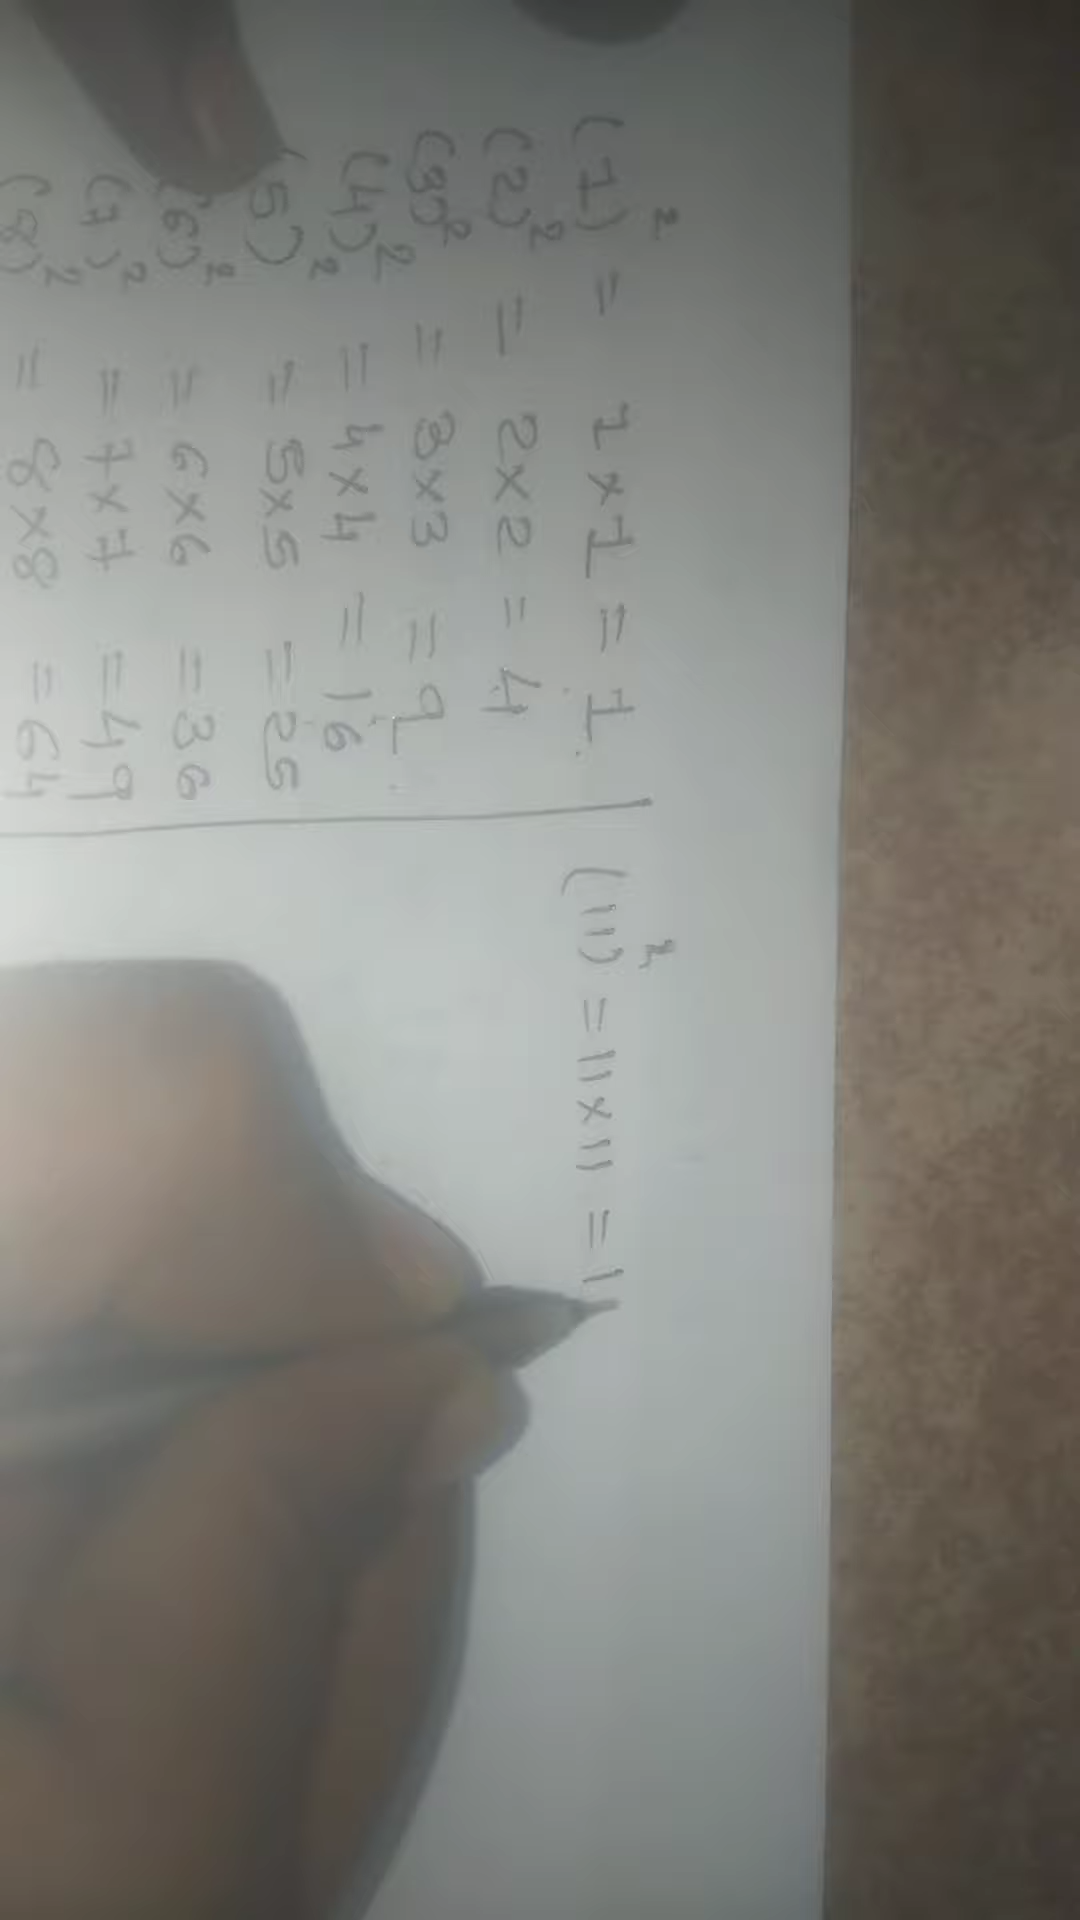 (1)² = 1×1 = 1
(2)² = 2×2 = 4
(3)² = 3×3 = 9
(4)² = 4×4 = 16
(5)² = 5×5 = 25
(6)² = 6×6 = 36
(7)² = 7×7 = 49
(8)² = 8×8 = 64
(11)² = 11×11 = 1